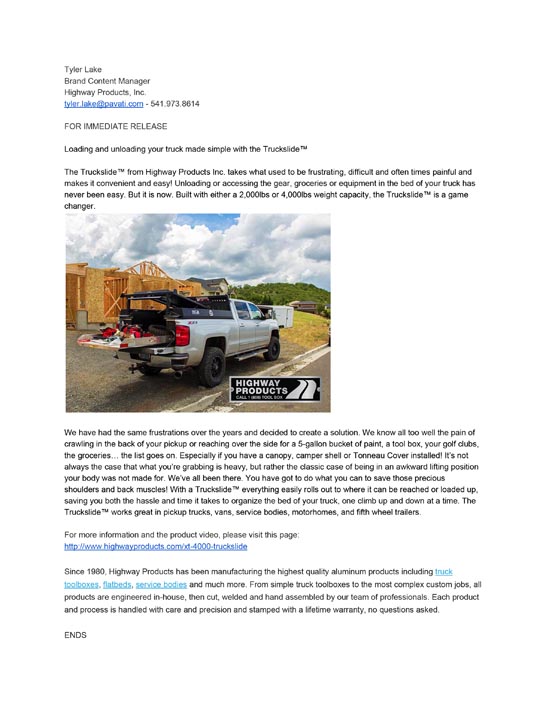 Tyler Lake
Brand Content Manager
Highway Products, Inc.
tyler.lake@pavati.com - 541.973.8614
FOR IMMEDIATE RELEASE
Loading and unloading your truck made simple with the Truckslide™
The Truckslide™ from Highway Products Inc. takes what used to be frustrating, difficult and often times painful and
makes it convenient and easy! Unloading or accessing the gear, groceries or equipment in the bed of your truck has
never been easy. But it is now. Built with either a 2,000lbs or 4,000lbs weight capacity, the Truckslide™ is a game
changer.
HIGHWAY
PRODUCTS
CALL 1 (800) TOOL BOX
We have had the same frustrations over the years and decided to create a solution. We know all too well the pain of
crawling in the back of your pickup or reaching over the side for a 5-gallon bucket of paint, a tool box, your golf clubs,
the groceries… the list goes on. Especially if you have a canopy, camper shell or Tonneau Cover installed! It's not
always the case that what you're grabbing is heavy, but rather the classic case of being in an awkward lifting position
your body was not made for. We've all been there. You have got to do what you can to save those precious
shoulders and back muscles! With a Truckslide™ everything easily rolls out to where it can be reached or loaded up,
saving you both the hassle and time it takes to organize the bed of your truck, one climb up and down at a time. The
Truckslide™ works great in pickup trucks, vans, service bodies, motorhomes, and fifth wheel trailers.
For more information and the product video, please visit this page:
http://www.highwayproducts.com/xt-4000-truckslide
Since 1980, Highway Products has been manufacturing the highest quality aluminum products including truck
toolboxes, flatbeds, service bodies and much more. From simple truck toolboxes to the most complex custom jobs, all
products are engineered in-house, then cut, welded and hand assembled by our team of professionals. Each product
and process is handled with care and precision and stamped with a lifetime warranty, no questions asked.
ENDS